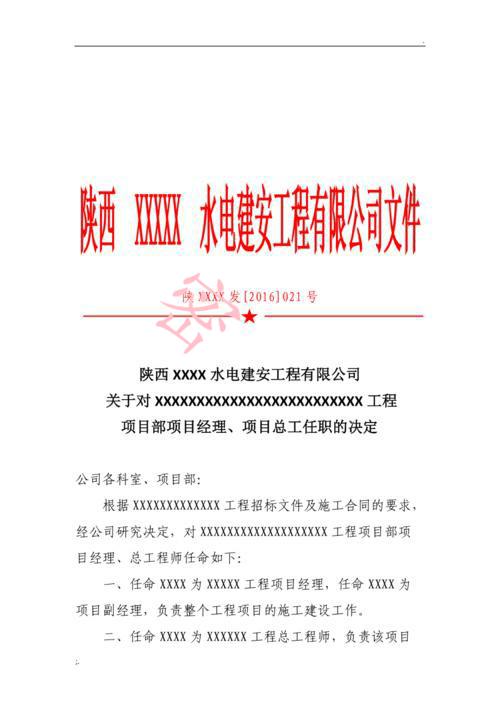 陕西 XXXXX 水电建安工程有限公司文件
陕 XXXY 发[2016]021 号
密
陕西 XXXX 水电建安工程有限公司
关于对 XXXXXXXXXXXXXXXXXXXXXXXXX 工程
项目部项目经理、项目总工任职的决定
公司各科室、项目部：
根据 XXXXXXXXXXXXX 工程招标文件及施工合同的要求，
经公司研究决定，对 XXXXXXXXXXXXXXXXXXX 工程项目部项
目经理、总工程师任命如下：
一、任命 XXXX 为 XXXXX 工程项目经理，任命 XXXX 为
项目副经理，负责整个工程项目的施工建设工作。
二、任命 XXXX 为 XXXXXX 工程总工程师，负责该项目